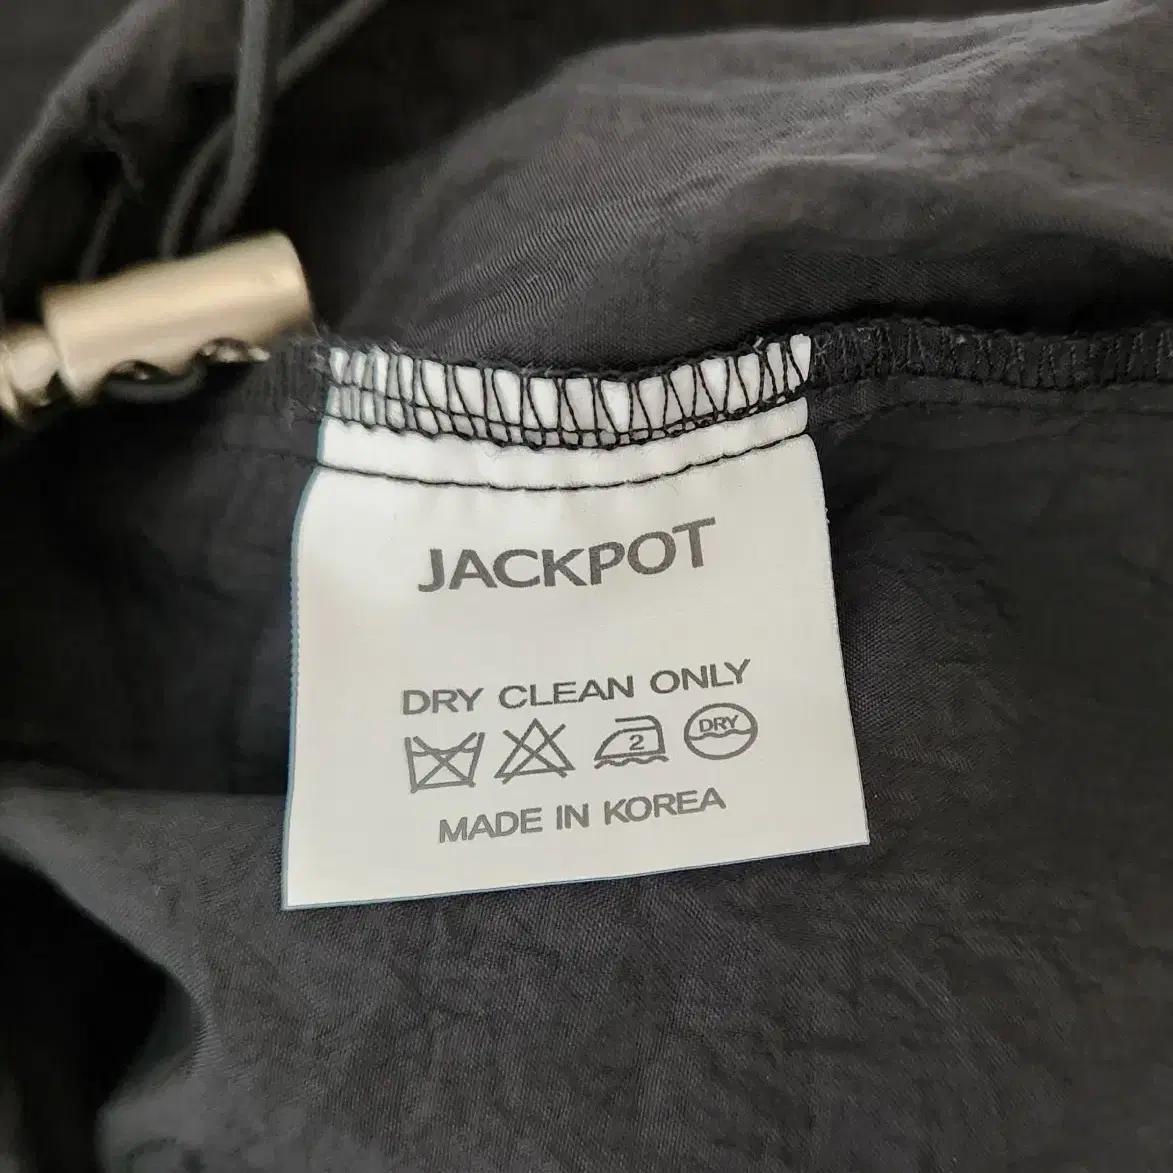 JACKPOT
DRY CLEAN ONLY
2 DRY
MADE IN KOREA